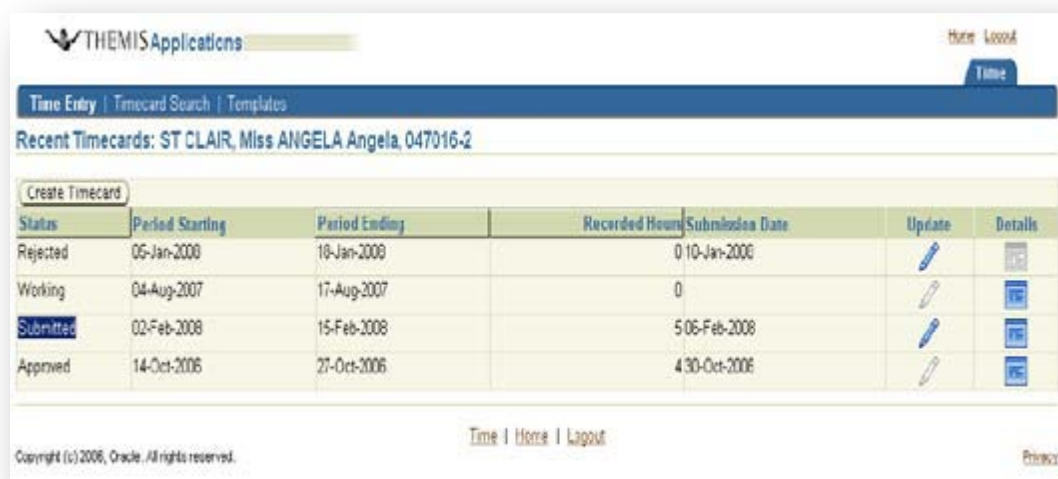 THEMIS Applications
Home Logout
Time
Time Entry | Timecard Search | Templates
Recent Timecards: ST CLAIR, Miss ANGELA Angela, 047016-2
Create Timecard
Status Period Starting Period Ending Recorded Hours Submission Date Update Details
Rejected 05-Jan-2008 18-Jan-2008 0 10-Jan-2008
Working 04-Aug-2007 17-Aug-2007 0
Submitted 02-Feb-2008 15-Feb-2008 5 06-Feb-2008
Approved 14-Oct-2006 27-Oct-2006 4 30-Oct-2006
Time | Home | Logout
Copyright (c) 2006, Oracle. All rights reserved.
Privacy